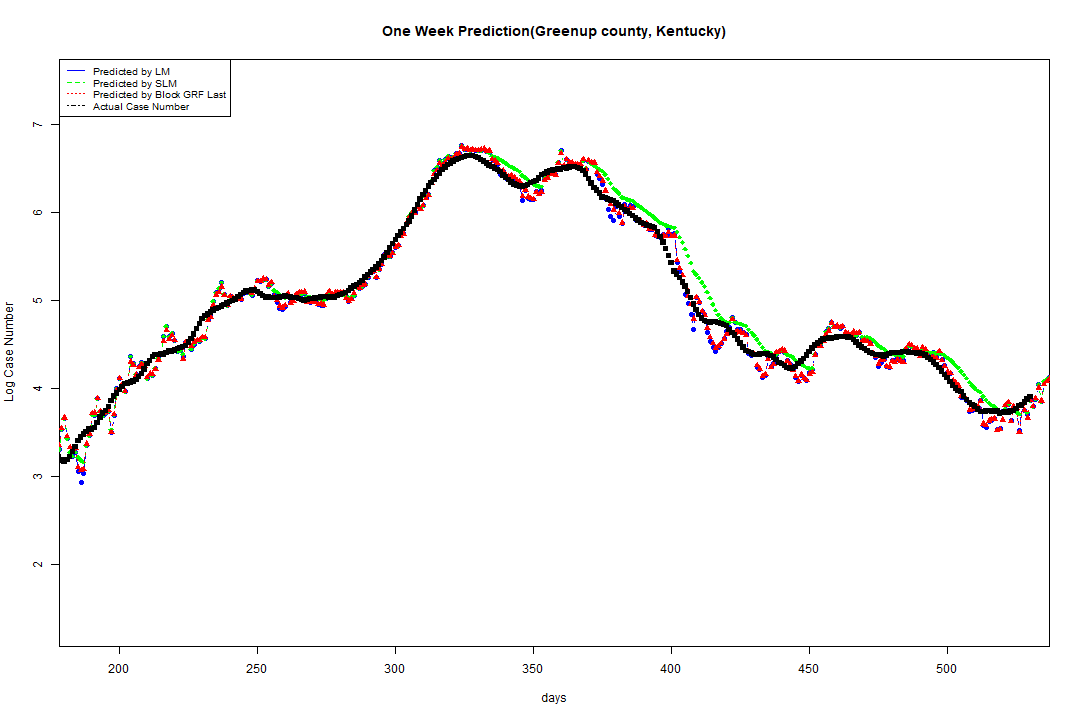 One Week Prediction(Greenup county, Kentucky)
Predicted by LM
Predicted by SLM
Predicted by Block GRF Last
Actual Case Number
7
6
5
4
3
2
Log Case Number
200 250 300 350 400 450 500
days